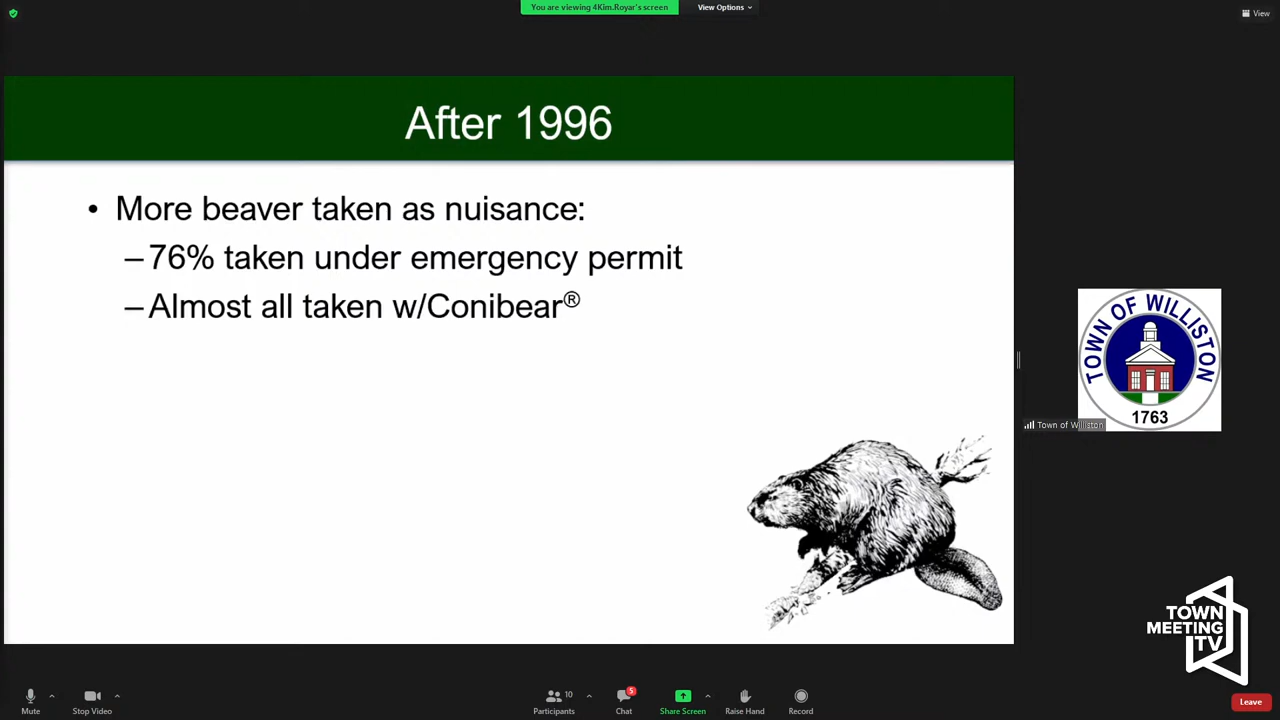 You are viewing 4Kim.Royar's screen
View Options
View
After 1996
• More beaver taken as nuisance:
–76% taken under emergency permit
–Almost all taken w/Conibear®
TOWN OF WILLISTON
1763
Town of Williston
TOWN
MEETING
TV
Mute
Stop Video
Participants
10
Chat
5
Share Screen
Raise Hand
Record
Leave